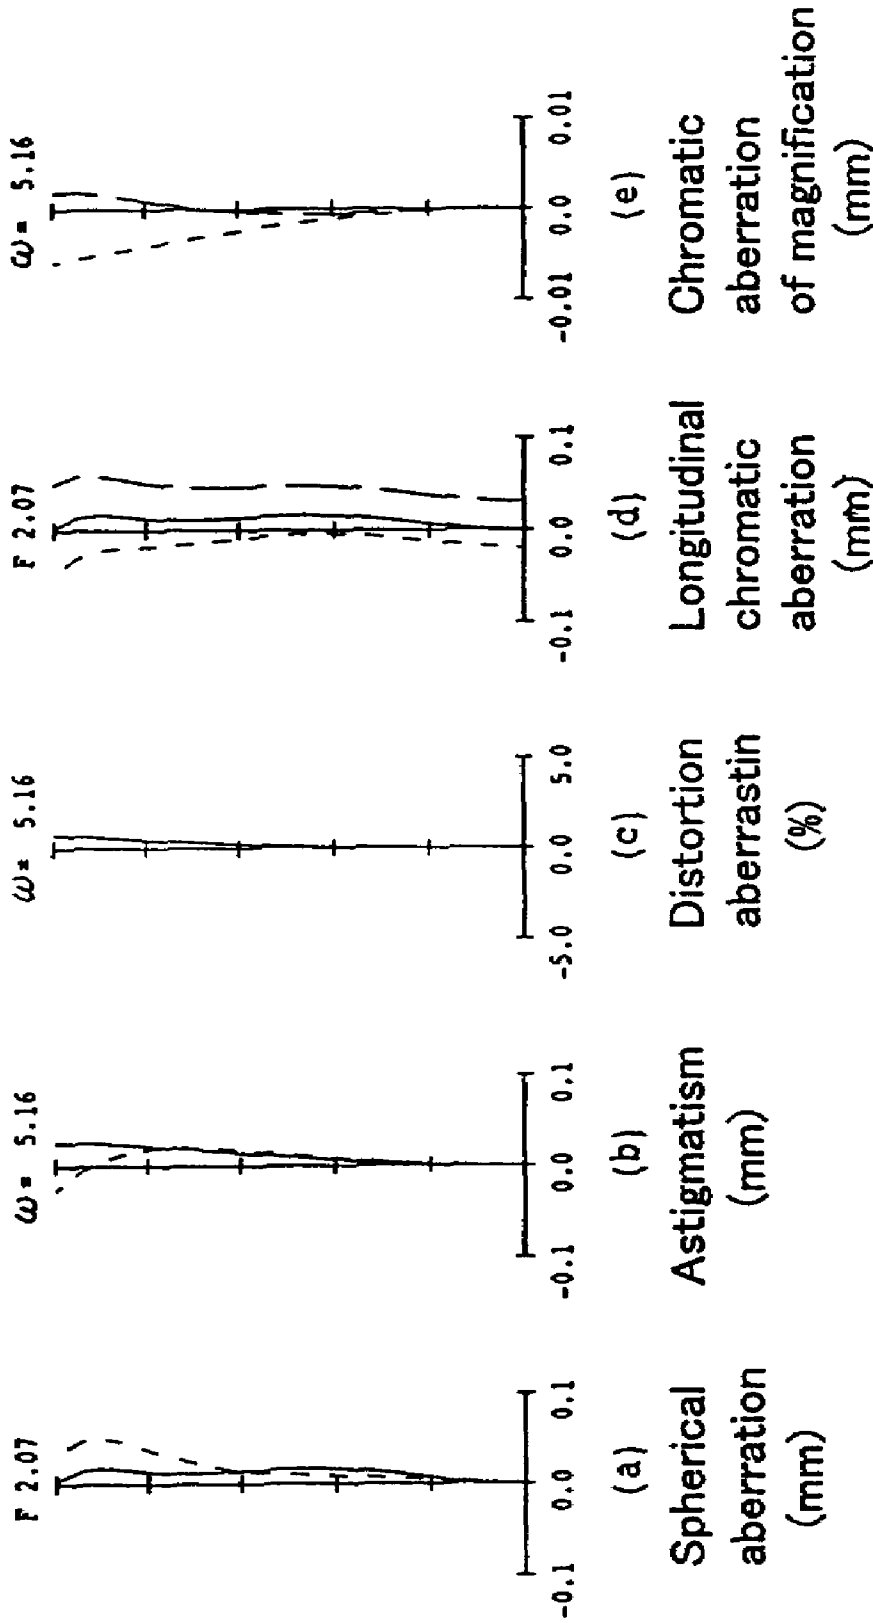 F 2.07
-0.1 0.0 0.1
(a)
Spherical
aberration
(mm)
ω= 5.16
-0.1 0.0 0.1
(b)
Astigmatism
(mm)
ω= 5.16
-5.0 0.0 5.0
(c)
Distortion
aberrastin
(%)
F 2.07
-0.1 0.0 0.1
(d)
Longitudinal
chromatic
aberration
(mm)
ω= 5.16
-0.01 0.0 0.01
(e)
Chromatic
aberration
of magnification
(mm)